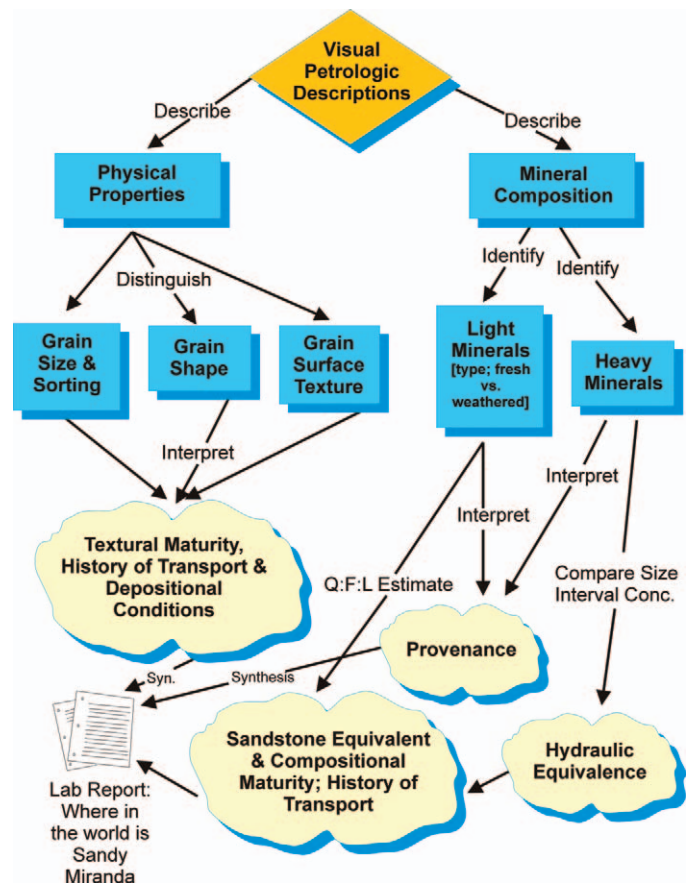 Visual
Petrologic
Descriptions
Describe
Describe
Physical
Properties
Mineral
Composition
Distinguish
Identify
Identify
Grain
Size &
Sorting
Grain
Shape
Grain
Surface
Texture
Light
Minerals
[type; fresh
vs.
weathered]
Heavy
Minerals
Interpret
Interpret
Interpret
Textural Maturity,
History of Transport &
Depositional
Conditions
Q:F:L Estimate
Compare Size
Interval Conc.
Provenance
Syn.
Synthesis
Sandstone Equivalent
& Compositional
Maturity; History of
Transport
Hydraulic
Equivalence
Lab Report:
Where in
the world is
Sandy
Miranda